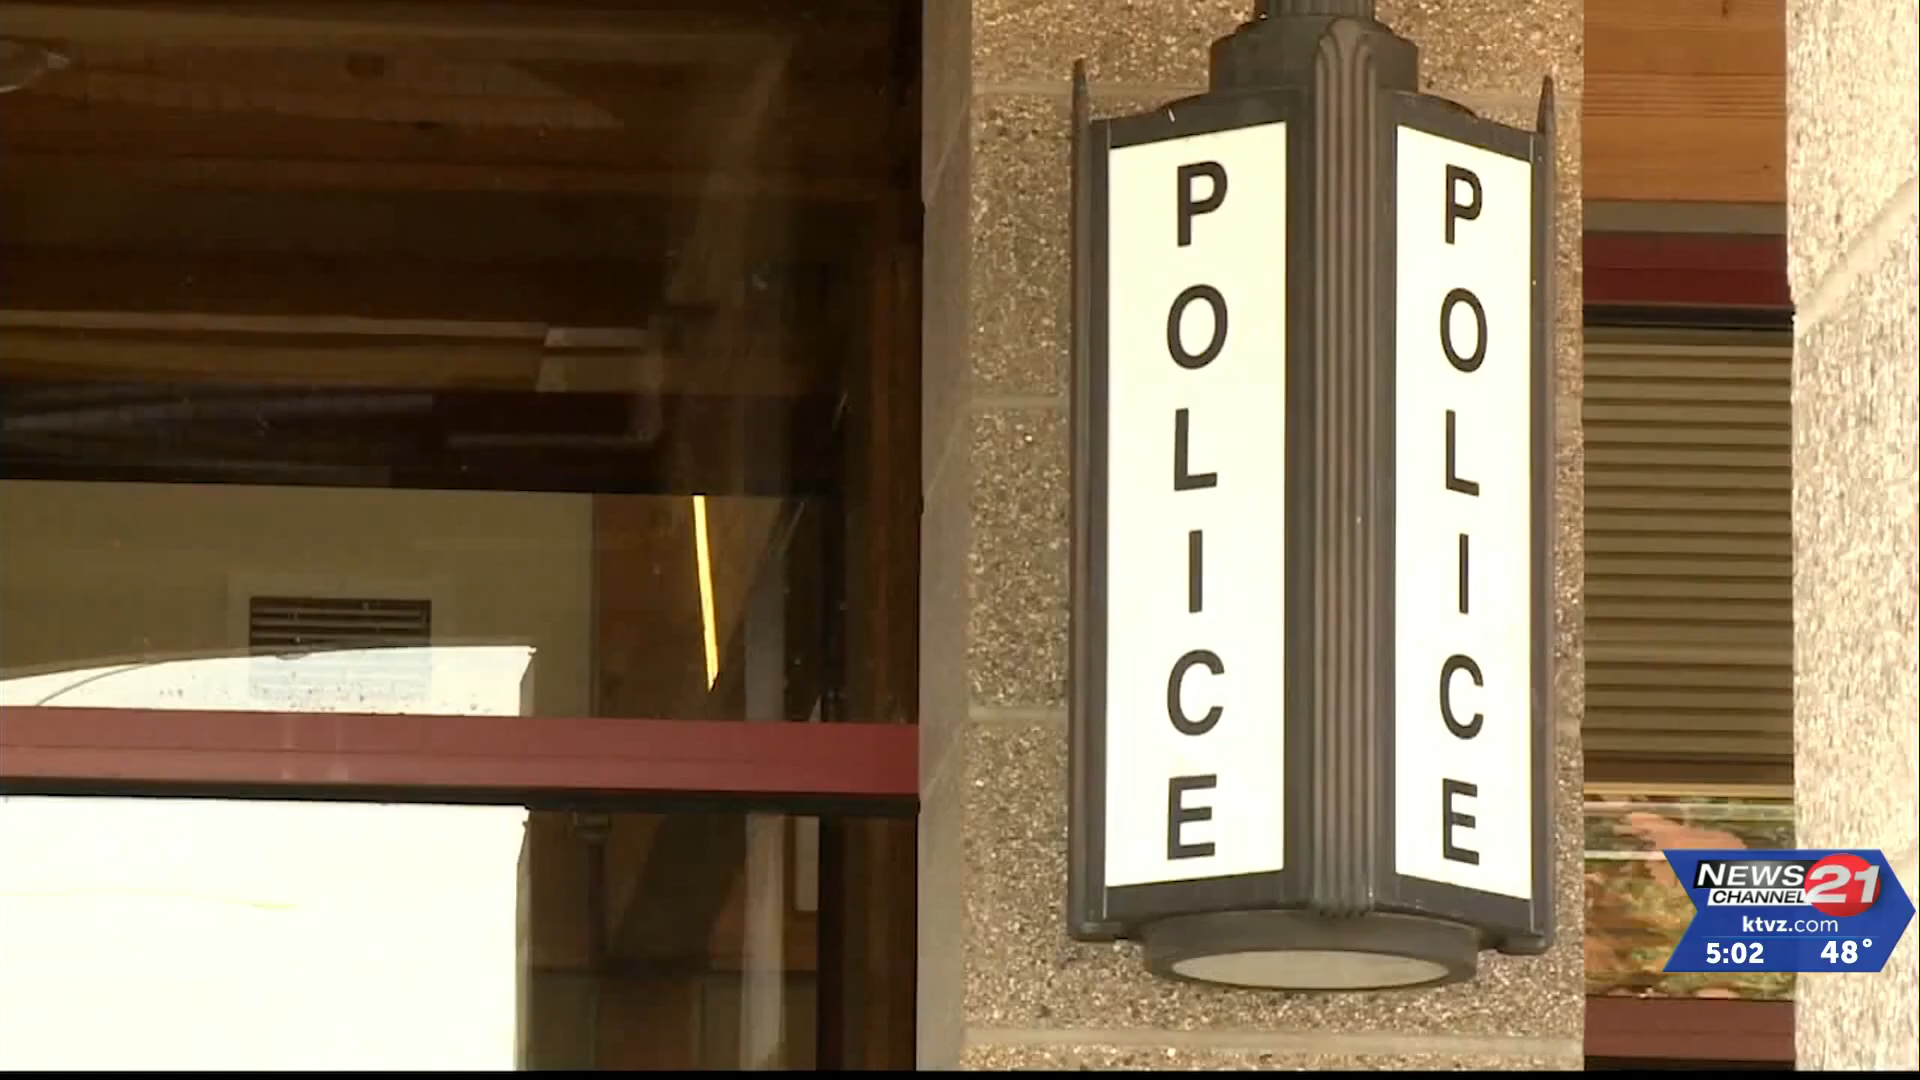 POLICE
POLICE
NEWS
CHANNEL 21
ktvz.com
5:02 48°